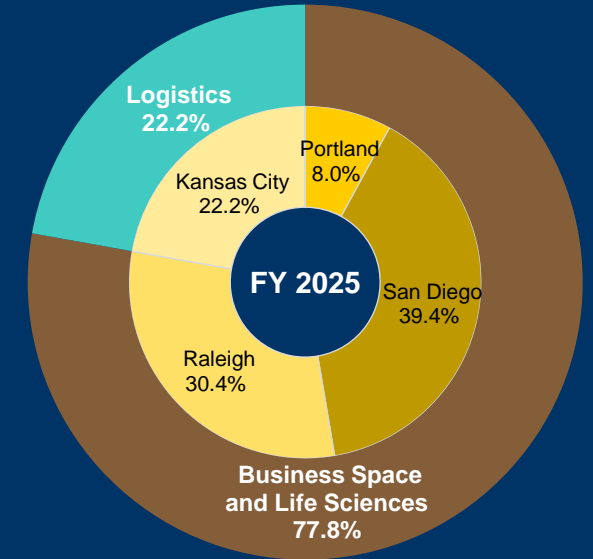 Logistics
22.2%
Portland
8.0%
Kansas City
22.2%
FY 2025
San Diego
39.4%
Raleigh
30.4%
Business Space
and Life Sciences
77.8%